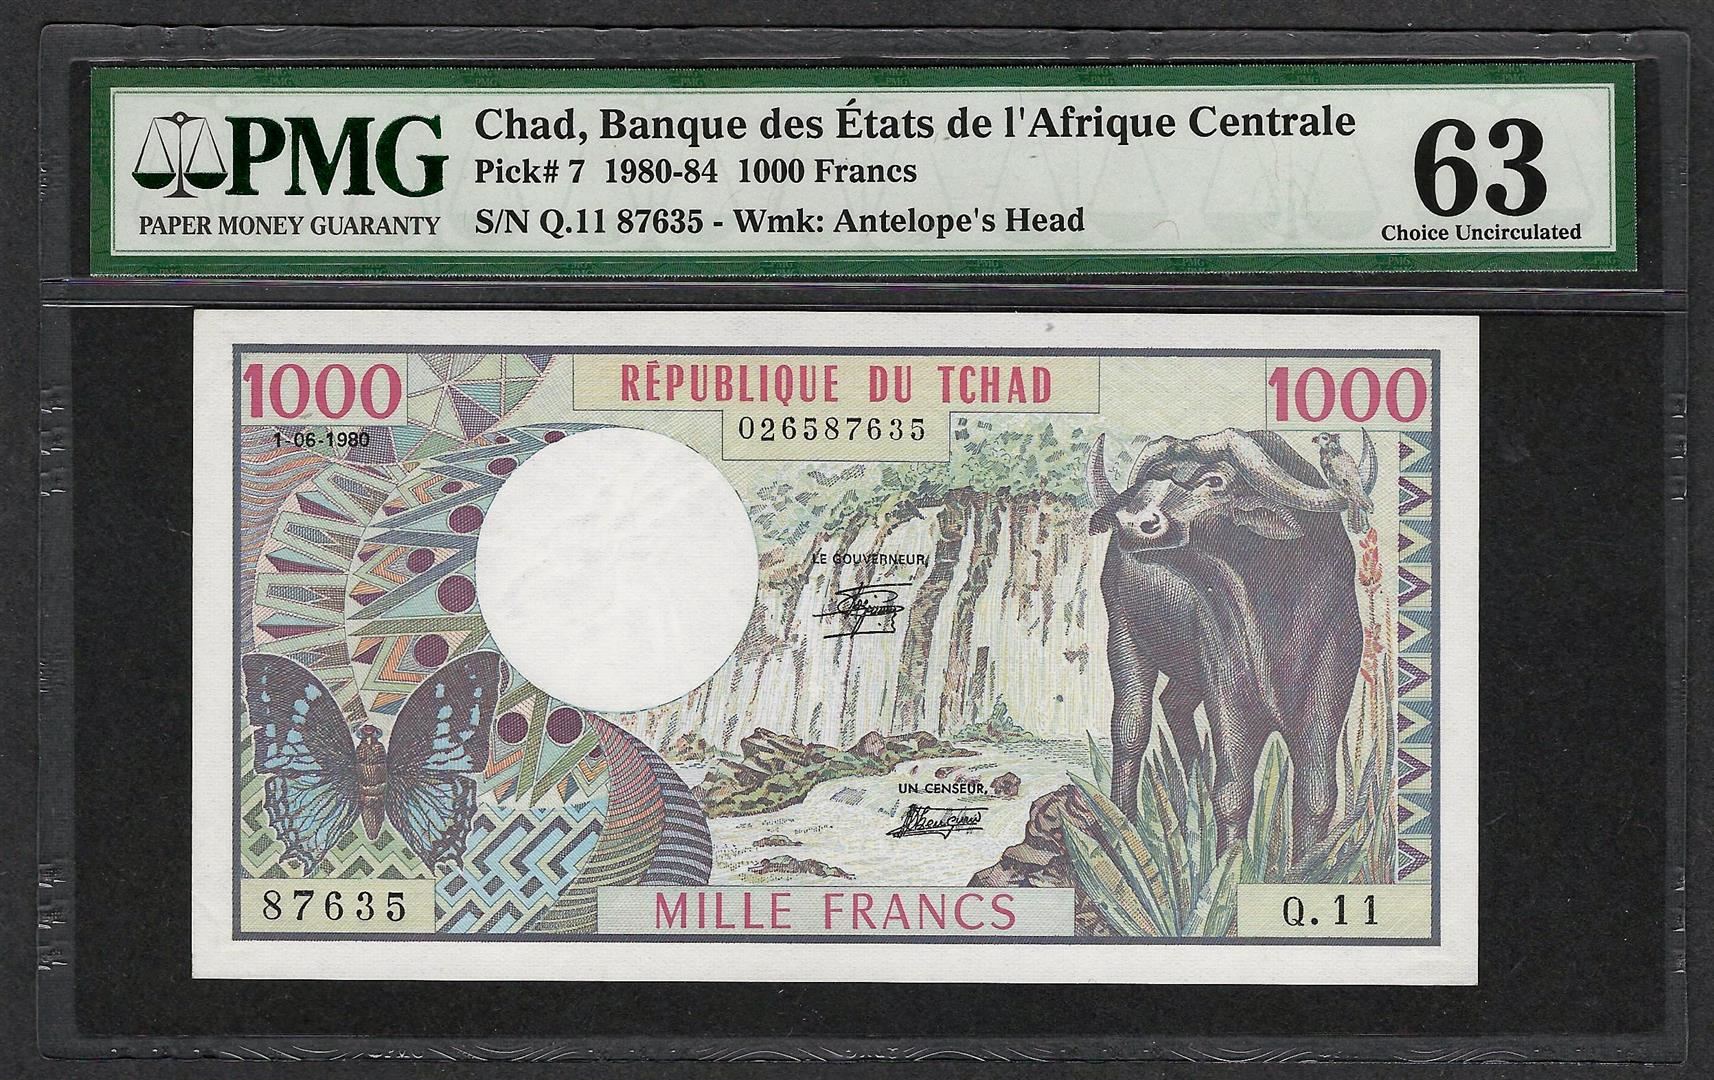 PMG
PAPER MONEY GUARANTY
Chad, Banque des États de l'Afrique Centrale
Pick# 7 1980-84 1000 Francs
S/N Q.11 87635 - Wmk: Antelope's Head
63
Choice Uncirculated
1000
RÉPUBLIQUE DU TCHAD
1000
026587635
1-06-1980
LE GOUVERNEUR,
UN CENSEUR,
87635
MILLE FRANCS
Q.11